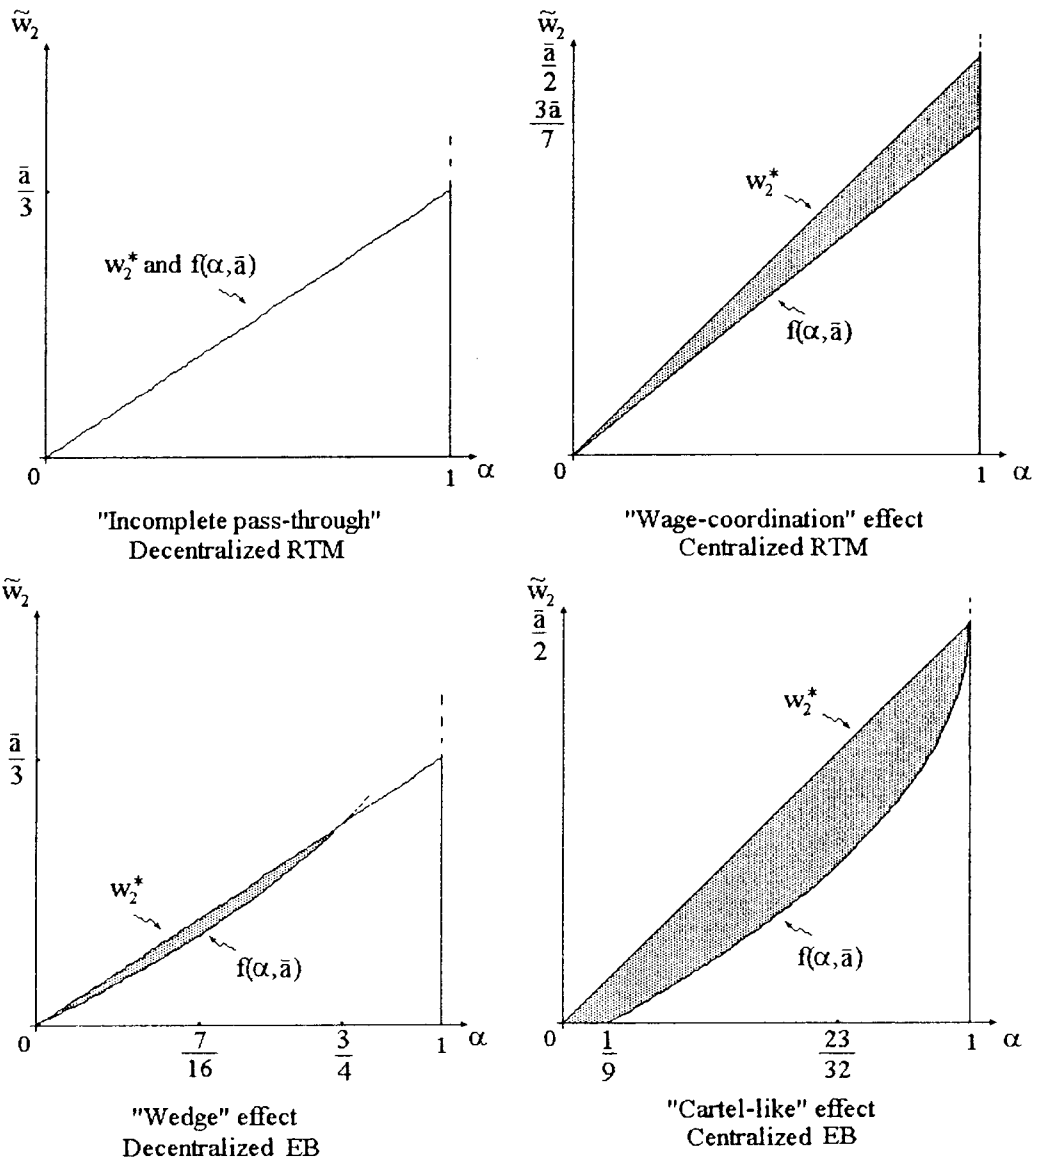 w̃₂
ā/3
w₂* and f(α,ā)
0
1
α
"Incomplete pass-through"
Decentralized RTM
w̃₂
ā/2
3ā/7
w₂*
f(α,ā)
0
1
α
"Wage-coordination" effect
Centralized RTM
w̃₂
ā/3
w₂*
f(α,ā)
0
7/16
3/4
1
α
"Wedge" effect
Decentralized EB
w̃₂
ā/2
w₂*
f(α,ā)
0
1/9
23/32
1
α
"Cartel-like" effect
Centralized EB